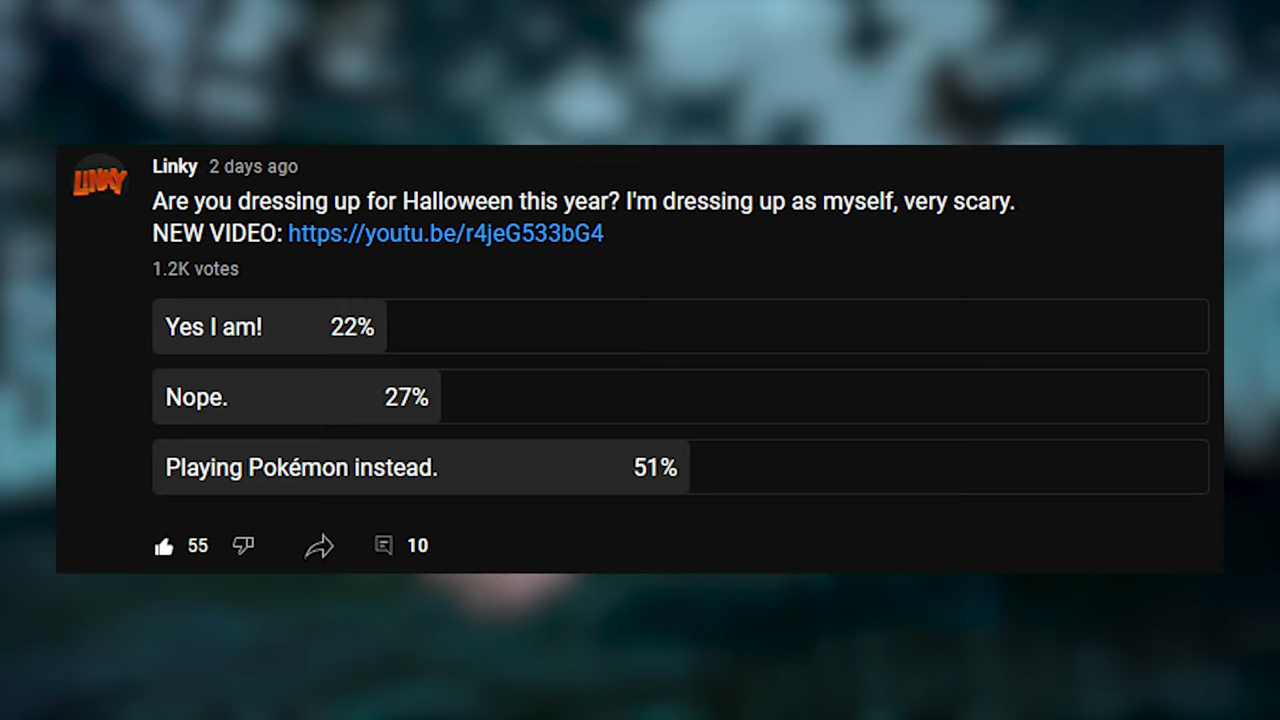 LINKY
Linky 2 days ago
Are you dressing up for Halloween this year? I'm dressing up as myself, very scary.
NEW VIDEO: https://youtu.be/r4jeG533bG4
1.2K votes
Yes I am! 22%
Nope. 27%
Playing Pokémon instead. 51%
55 10